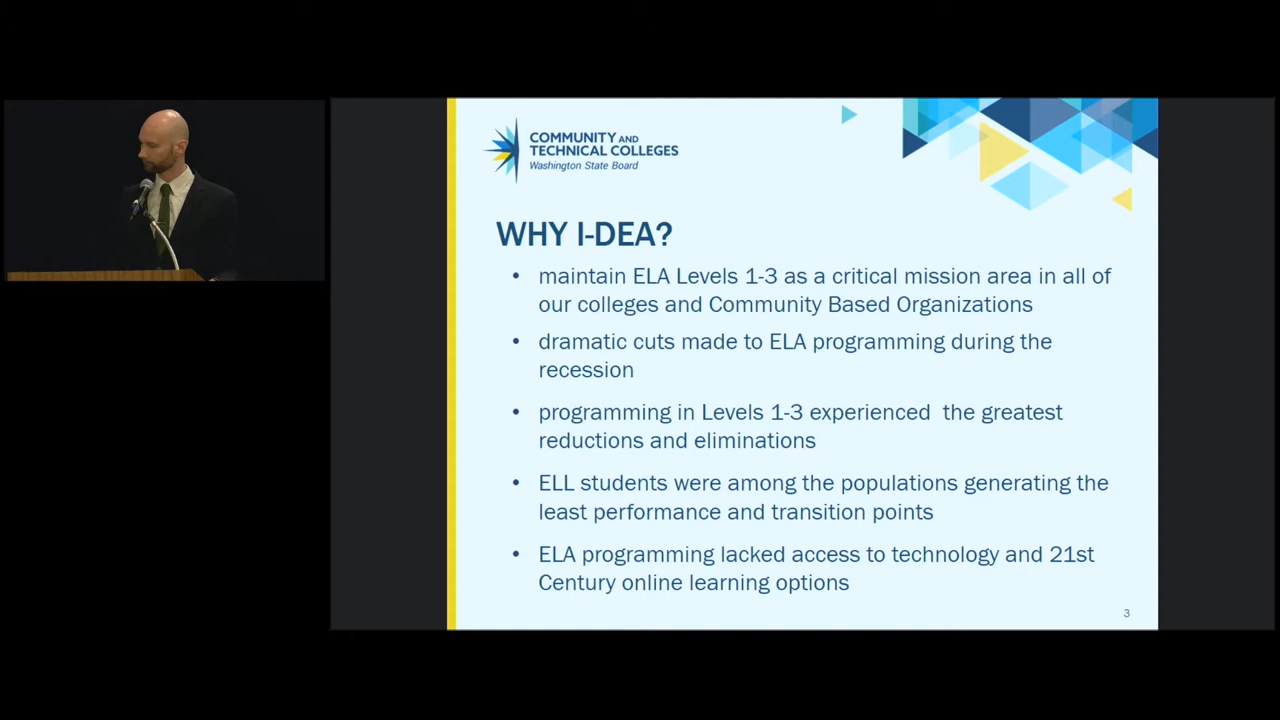 COMMUNITY AND
TECHNICAL COLLEGES
Washington State Board
WHY I-DEA?
• maintain ELA Levels 1-3 as a critical mission area in all of
our colleges and Community Based Organizations
• dramatic cuts made to ELA programming during the
recession
• programming in Levels 1-3 experienced  the greatest
reductions and eliminations
• ELL students were among the populations generating the
least performance and transition points
• ELA programming lacked access to technology and 21st
Century online learning options
3